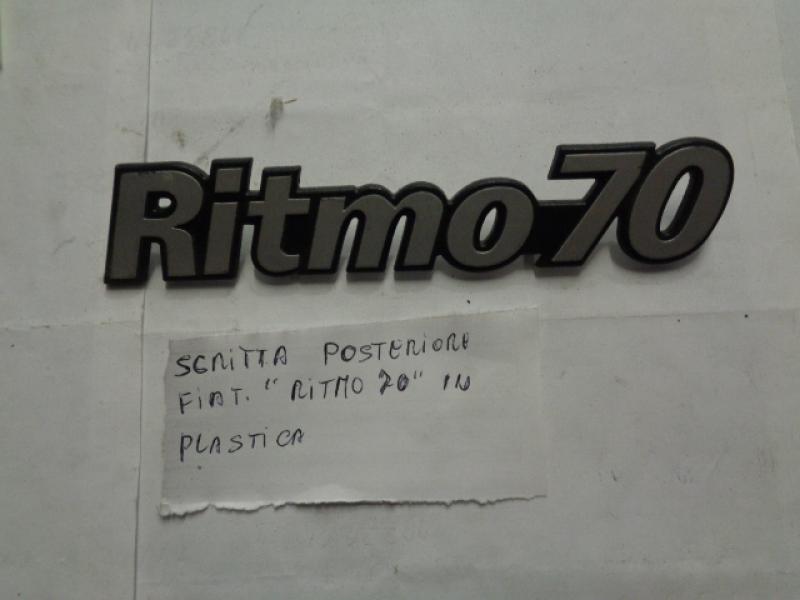 Ritmo 70
SCRITTA POSTERIORE
FIAT. "RITMO 70" IN
PLASTICA